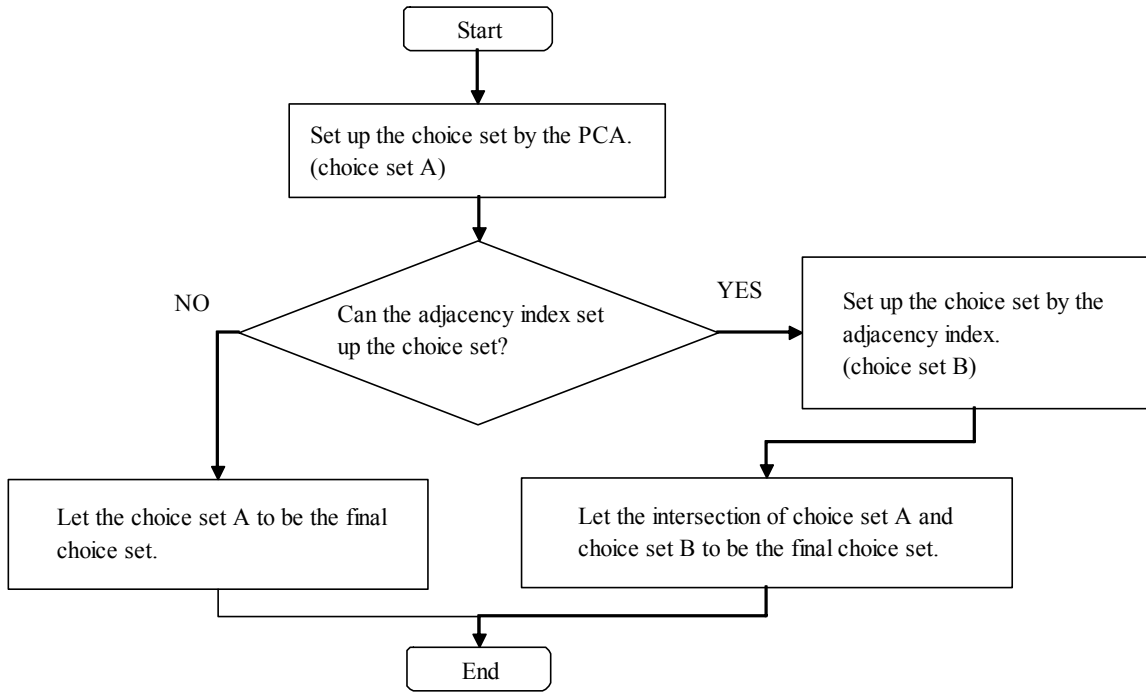 Start
Set up the choice set by the PCA.
(choice set A)
NO
YES
Can the adjacency index set
up the choice set?
Set up the choice set by the
adjacency index.
(choice set B)
Let the choice set A to be the final
choice set.
Let the intersection of choice set A and
choice set B to be the final choice set.
End